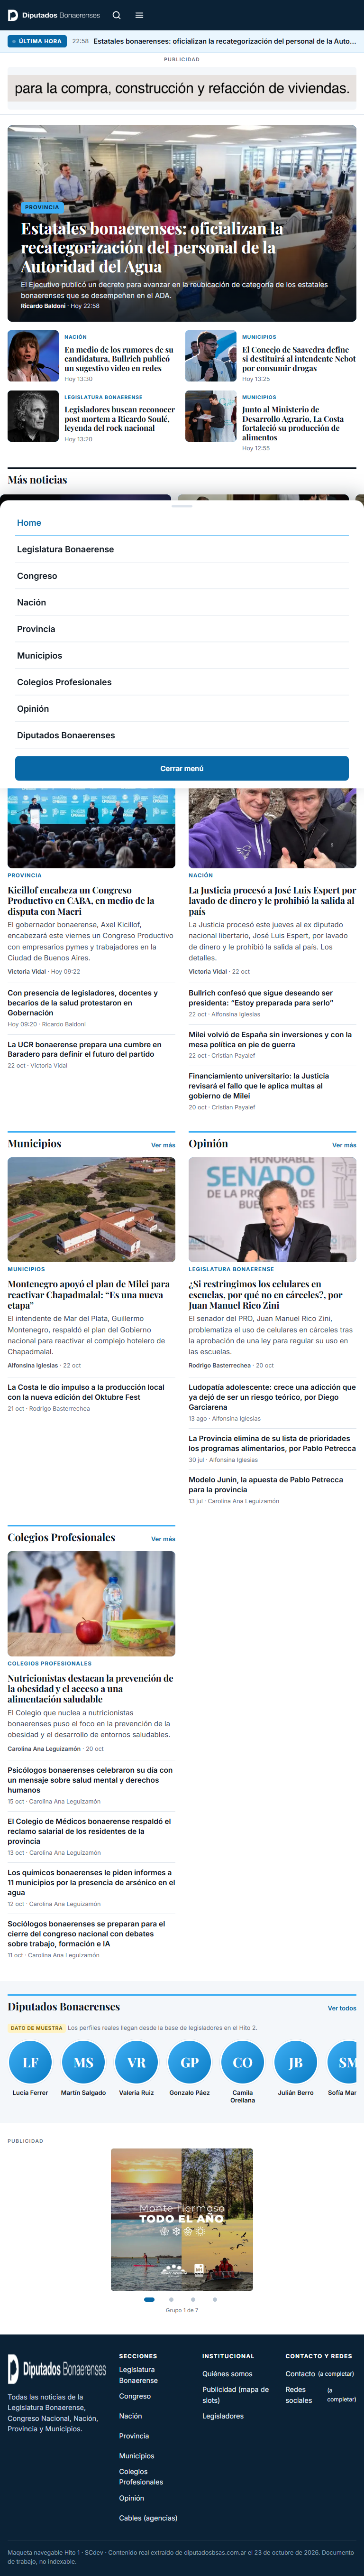 Diputados Bonaerenses
ÚLTIMA HORA 22:58 Estatales bonaerenses: oficializan la recategorización del personal de la Auto...
PUBLICIDAD
para la compra, construcción y refacción de viviendas.
PROVINCIA
Estatales bonaerenses: oficializan la
recategorización del personal de la
Autoridad del Agua
El Ejecutivo publicó un decreto para avanzar en la reubicación de categoría de los estatales
bonaerenses que se desempeñen en el ADA.
Ricardo Baldoni · Hoy 22:58
NACIÓN
En medio de los rumores de su
candidatura, Bullrich publicó
un sugestivo video en redes
Hoy 13:30
MUNICIPIOS
El Concejo de Saavedra define
si destituirá al intendente Nebot
por consumir drogas
Hoy 13:25
LEGISLATURA BONAERENSE
Legisladores buscan reconocer
post mortem a Ricardo Soulé,
leyenda del rock nacional
Hoy 13:20
MUNICIPIOS
Junto al Ministerio de
Desarrollo Agrario, La Costa
fortaleció su producción de
alimentos
Hoy 12:55
Más noticias
Home
Legislatura Bonaerense
Congreso
Nación
Provincia
Municipios
Colegios Profesionales
Opinión
Diputados Bonaerenses
Cerrar menú
PROVINCIA
Kicillof encabeza un Congreso
Productivo en CABA, en medio de la
disputa con Macri
El gobernador bonaerense, Axel Kicillof,
encabezará este viernes un Congreso Productivo
con empresarios pymes y trabajadores en la
Ciudad de Buenos Aires.
Victoria Vidal · Hoy 09:22
Con presencia de legisladores, docentes y
becarios de la salud protestaron en
Gobernación
Hoy 09:20 · Ricardo Baldoni
La UCR bonaerense prepara una cumbre en
Baradero para definir el futuro del partido
22 oct · Victoria Vidal
NACIÓN
La Justicia procesó a José Luis Espert por
lavado de dinero y le prohibió la salida al
país
La Justicia procesó este jueves al ex diputado
nacional libertario, José Luis Espert, por lavado
de dinero y le prohibió la salida al país. Los
detalles.
Victoria Vidal · 22 oct
Bullrich confesó que sigue deseando ser
presidenta: “Estoy preparada para serlo”
22 oct · Alfonsina Iglesias
Milei volvió de España sin inversiones y con la
mesa política en pie de guerra
22 oct · Cristian Payalef
Financiamiento universitario: la Justicia
revisará el fallo que le aplica multas al
gobierno de Milei
20 oct · Cristian Payalef
Municipios Ver más
MUNICIPIOS
Montenegro apoyó el plan de Milei para
reactivar Chapadmalal: “Es una nueva
etapa”
El intendente de Mar del Plata, Guillermo
Montenegro, respaldó el plan del Gobierno
nacional para reactivar el complejo hotelero de
Chapadmalal.
Alfonsina Iglesias · 22 oct
La Costa le dio impulso a la producción local
con la nueva edición del Oktubre Fest
21 oct · Rodrigo Basterrechea
Opinión Ver más
SENADO
LEGISLATURA BONAERENSE
¿Si restringimos los celulares en
escuelas, por qué no en cárceles?, por
Juan Manuel Rico Zini
El senador del PRO, Juan Manuel Rico Zini,
problematiza el uso de celulares en cárceles tras
la aprobación de una ley para regular su uso en
las escuelas.
Rodrigo Basterrechea · 20 oct
Ludopatía adolescente: crece una adicción que
ya dejó de ser un riesgo teórico, por Diego
Garciarena
13 ago · Alfonsina Iglesias
La Provincia elimina de su lista de prioridades
los programas alimentarios, por Pablo Petrecca
30 jul · Alfonsina Iglesias
Modelo Junín, la apuesta de Pablo Petrecca
para la provincia
13 jul · Carolina Ana Leguizamón
Colegios Profesionales Ver más
COLEGIOS PROFESIONALES
Nutricionistas destacan la prevención de
la obesidad y el acceso a una
alimentación saludable
El Colegio que nuclea a nutricionistas
bonaerenses puso el foco en la prevención de la
obesidad y el desarrollo de entornos saludables.
Carolina Ana Leguizamón · 20 oct
Psicólogos bonaerenses celebraron su día con
un mensaje sobre salud mental y derechos
humanos
15 oct · Carolina Ana Leguizamón
El Colegio de Médicos bonaerense respaldó el
reclamo salarial de los residentes de la
provincia
13 oct · Carolina Ana Leguizamón
Los químicos bonaerenses le piden informes a
11 municipios por la presencia de arsénico en el
agua
12 oct · Carolina Ana Leguizamón
Sociólogos bonaerenses se preparan para el
cierre del congreso nacional con debates
sobre trabajo, formación e IA
11 oct · Carolina Ana Leguizamón
Diputados Bonaerenses Ver todos
DATO DE MUESTRA Los perfiles reales llegan desde la base de legisladores en el Hito 2.
LF MS VR GP CO JB SM
Lucía Ferrer Martín Salgado Valeria Ruiz Gonzalo Páez Camila Orellana Julián Berro Sofía Mar
PUBLICIDAD
Monte Hermoso
TODO EL AÑO
Grupo 1 de 7
Diputados Bonaerenses
Todas las noticias de la
Legislatura Bonaerense,
Congreso Nacional, Nación,
Provincia y Municipios.
SECCIONES
Legislatura
Bonaerense
Congreso
Nación
Provincia
Municipios
Colegios
Profesionales
Opinión
Cables (agencias)
INSTITUCIONAL
Quiénes somos
Publicidad (mapa de
slots)
Legisladores
CONTACTO Y REDES
Contacto (a completar)
Redes sociales (a completar)
Maqueta navegable Hito 1 · SCdev · Contenido real extraído de diputadosbsas.com.ar el 23 de octubre de 2026. Documento
de trabajo, no indexable.